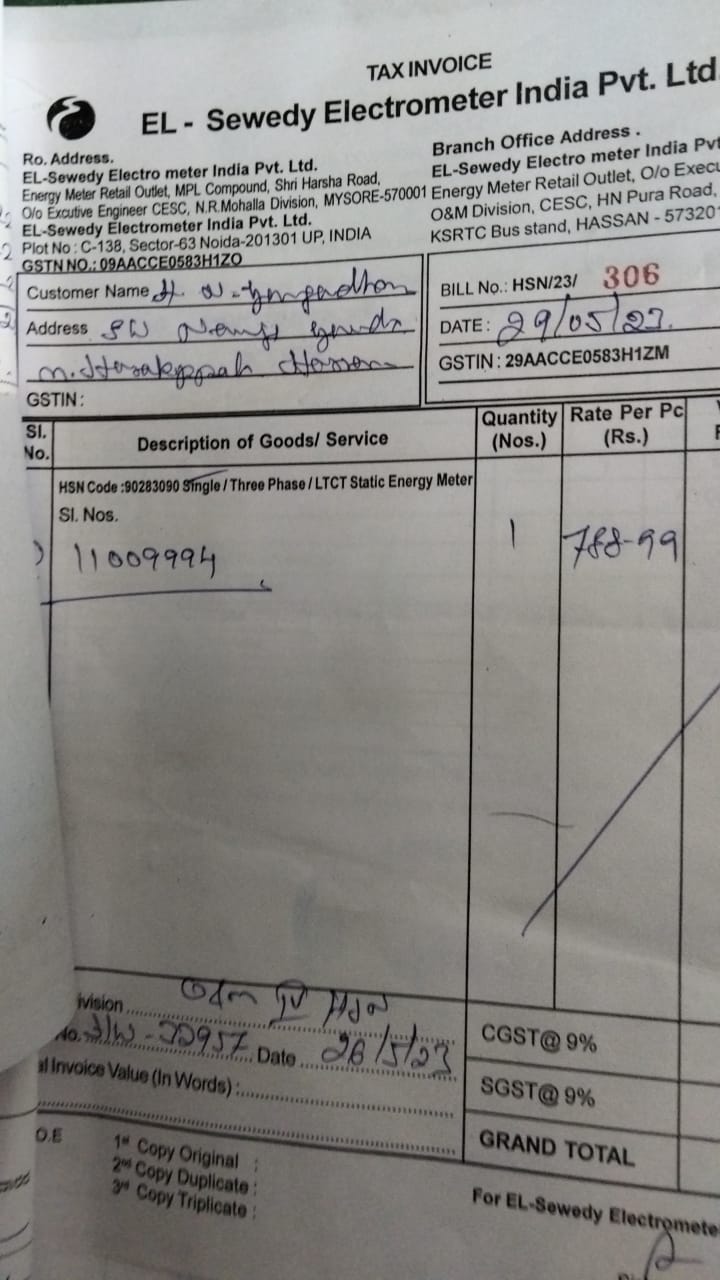 TAX INVOICE
EL - Sewedy Electrometer India Pvt. Ltd.
Ro. Address.
EL-Sewedy Electro meter India Pvt. Ltd.
Energy Meter Retail Outlet, MPL Compound, Shri Harsha Road,
O/o Excutive Engineer CESC, N.R.Mohalla Division, MYSORE-570001
EL-Sewedy Electrometer India Pvt. Ltd.
Plot No : C-138, Sector-63 Noida-201301 UP, INDIA
GSTN NO.: 09AACCE0583H1ZO
Branch Office Address .
EL-Sewedy Electro meter India Pvt
Energy Meter Retail Outlet, O/o Execu
O&M Division, CESC, HN Pura Road,
KSRTC Bus stand, HASSAN - 573201
Customer Name H. N.
Address
GSTIN :
BILL No.: HSN/23/ 306
DATE : 29/05/23.
GSTIN : 29AACCE0583H1ZM
Sl. No. Description of Goods/ Service Quantity (Nos.) Rate Per Pc (Rs.)
HSN Code :90283090 Single / Three Phase / LTCT Static Energy Meter
Sl. Nos.
11009994 1 788-99
ivision IV HSN
No. Date 28/5/23
al Invoice Value (In Words) :
CGST@ 9%
SGST@ 9%
GRAND TOTAL
O.E
1st Copy Original :
2nd Copy Duplicate :
3rd Copy Triplicate :
For EL-Sewedy Electromete